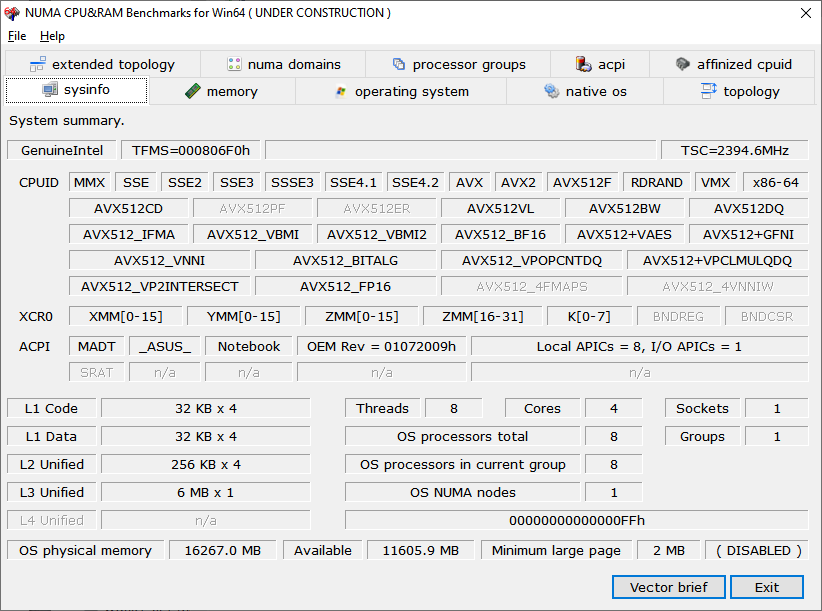 NUMA CPU&RAM Benchmarks for Win64 ( UNDER CONSTRUCTION )
File Help
extended topology numa domains processor groups acpi affinized cpuid
sysinfo memory operating system native os topology
System summary.
GenuineIntel TFMS=000806F0h TSC=2394.6MHz
CPUID MMX SSE SSE2 SSE3 SSSE3 SSE4.1 SSE4.2 AVX AVX2 AVX512F RDRAND VMX x86-64
AVX512CD AVX512PF AVX512ER AVX512VL AVX512BW AVX512DQ
AVX512_IFMA AVX512_VBMI AVX512_VBMI2 AVX512_BF16 AVX512+VAES AVX512+GFNI
AVX512_VNNI AVX512_BITALG AVX512_VPOPCNTDQ AVX512+VPCLMULQDQ
AVX512_VP2INTERSECT AVX512_FP16 AVX512_4FMAPS AVX512_4VNNIW
XCR0 XMM[0-15] YMM[0-15] ZMM[0-15] ZMM[16-31] K[0-7] BNDREG BNDCSR
ACPI MADT _ASUS_ Notebook OEM Rev = 01072009h Local APICs = 8, I/O APICs = 1
SRAT n/a n/a n/a n/a
L1 Code 32 KB x 4 Threads 8 Cores 4 Sockets 1
L1 Data 32 KB x 4 OS processors total 8 Groups 1
L2 Unified 256 KB x 4 OS processors in current group 8
L3 Unified 6 MB x 1 OS NUMA nodes 1
L4 Unified n/a 00000000000000FFh
OS physical memory 16267.0 MB Available 11605.9 MB Minimum large page 2 MB ( DISABLED )
Vector brief Exit